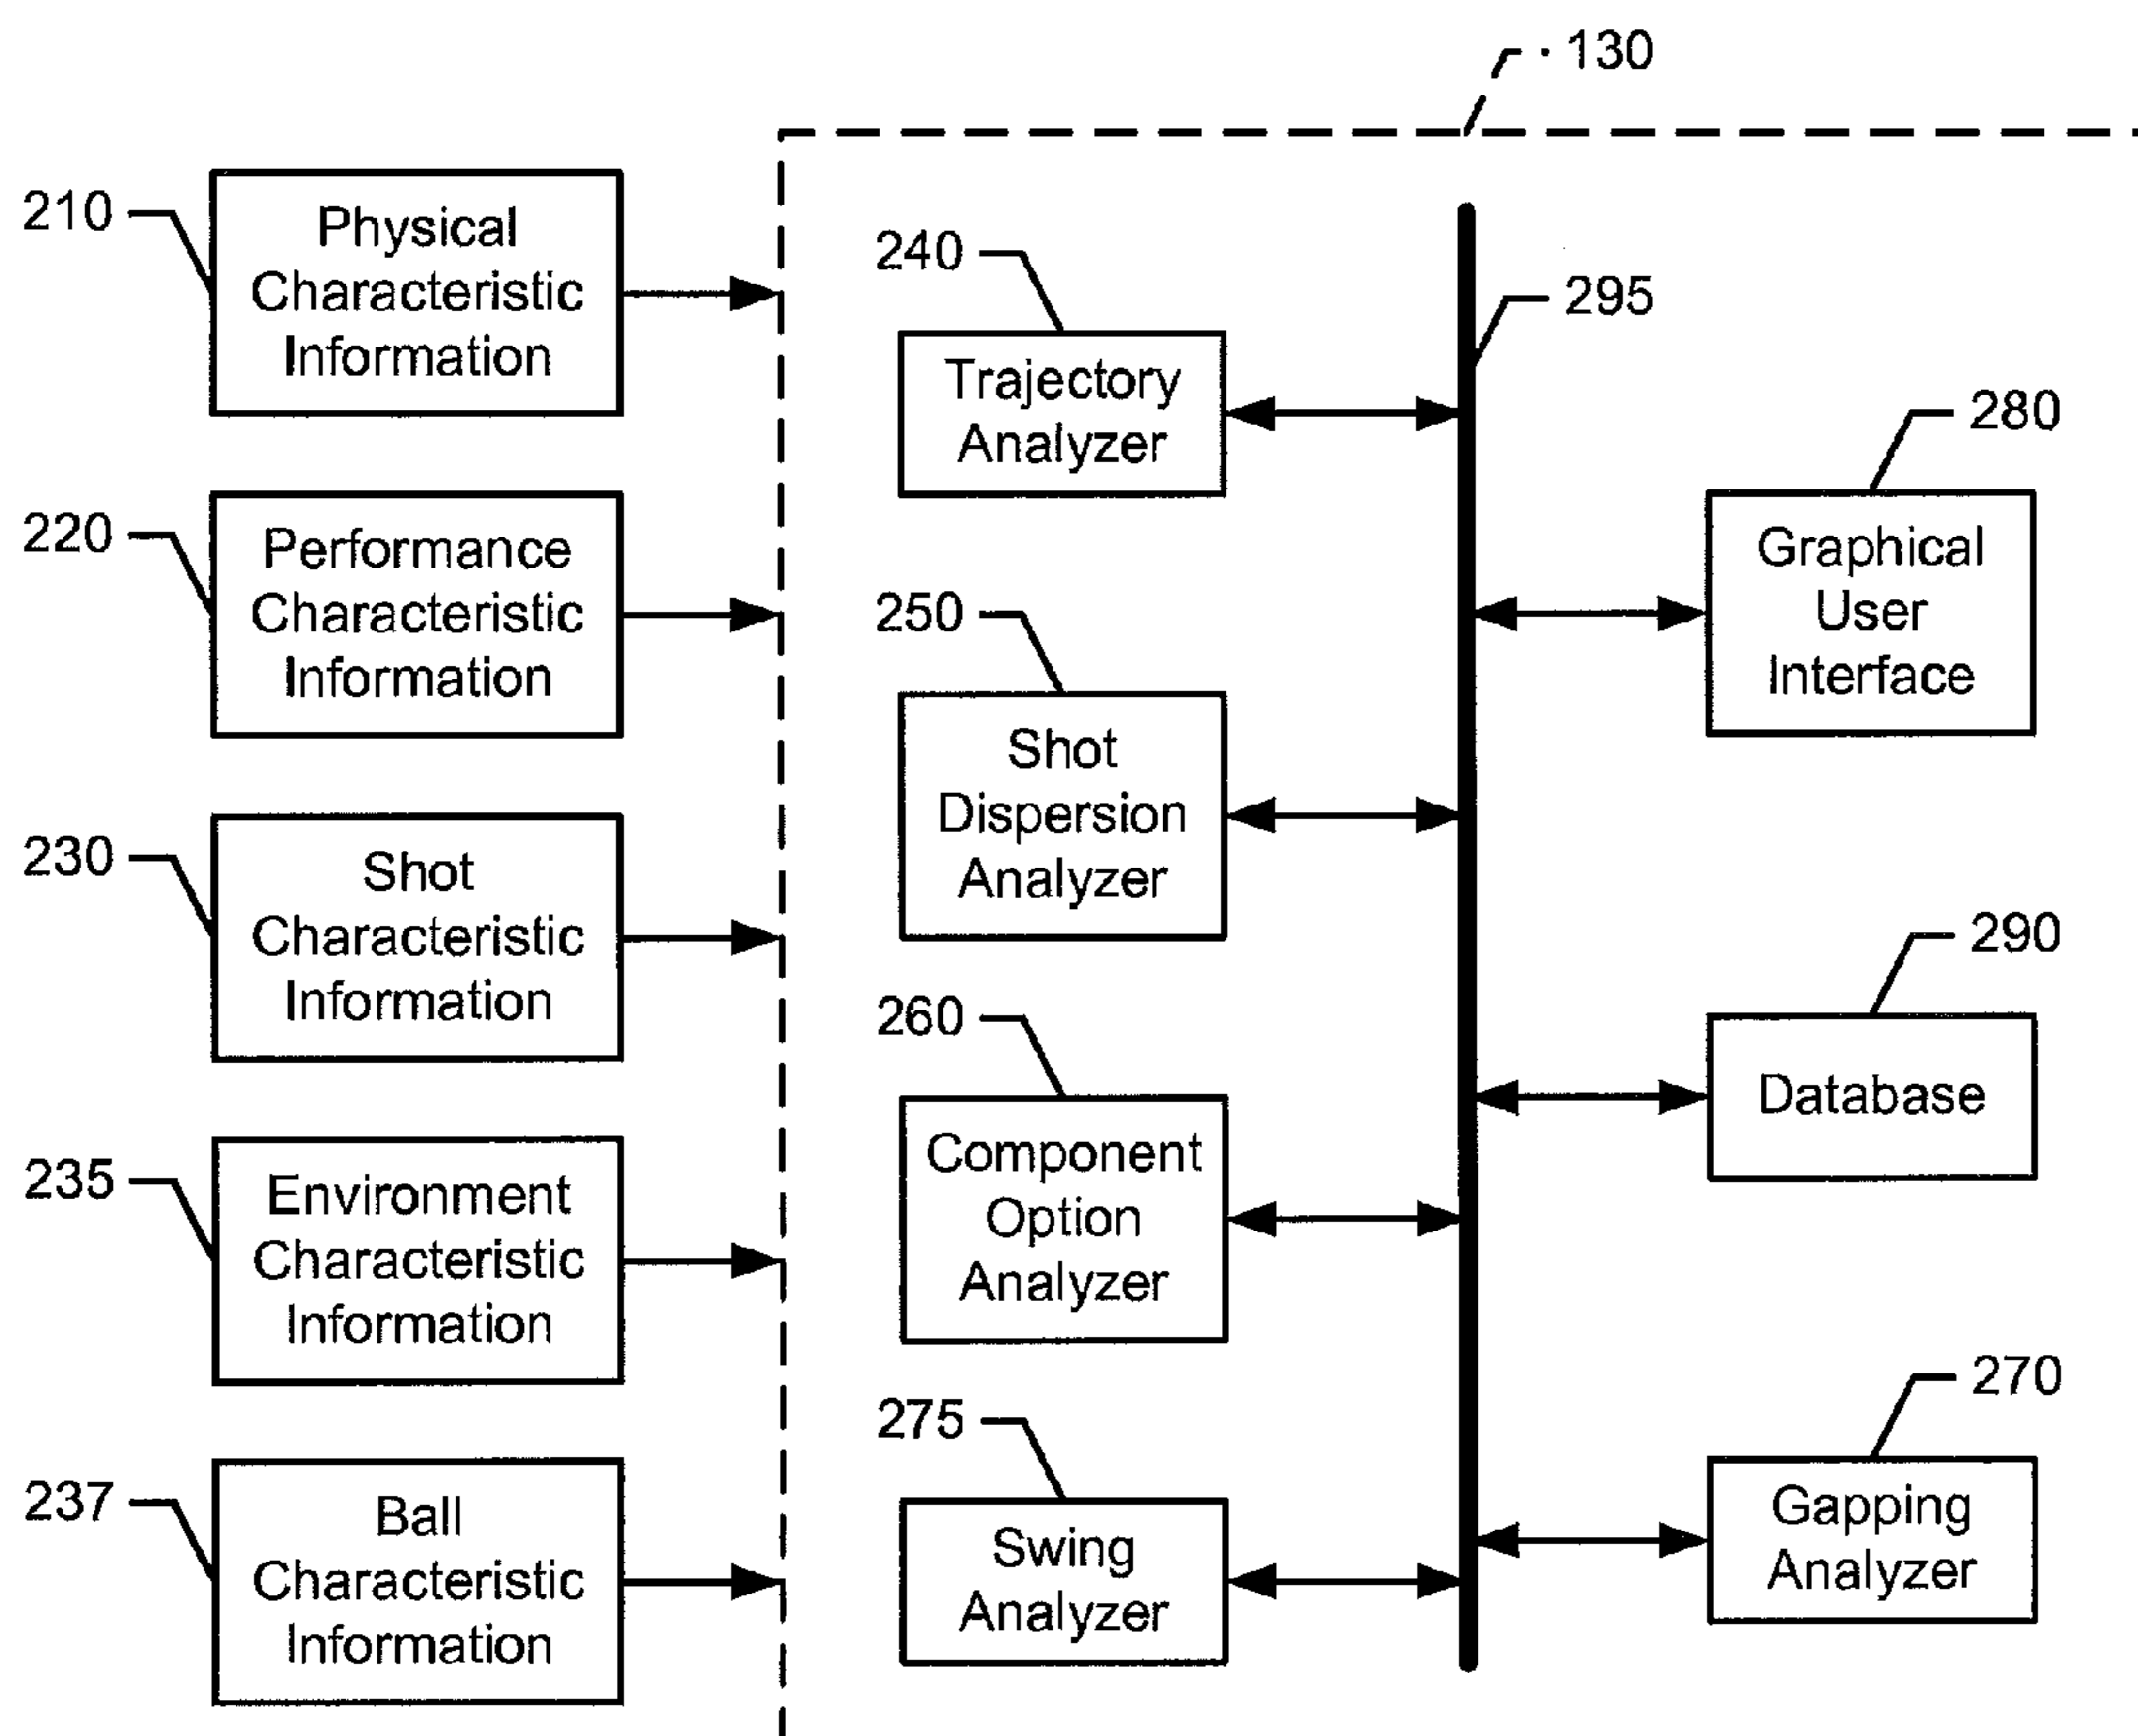 130
210
Physical
Characteristic
Information
220
Performance
Characteristic
Information
230
Shot
Characteristic
Information
235
Environment
Characteristic
Information
237
Ball
Characteristic
Information
240
Trajectory
Analyzer
250
Shot
Dispersion
Analyzer
260
Component
Option
Analyzer
275
Swing
Analyzer
295
280
Graphical
User
Interface
290
Database
270
Gapping
Analyzer